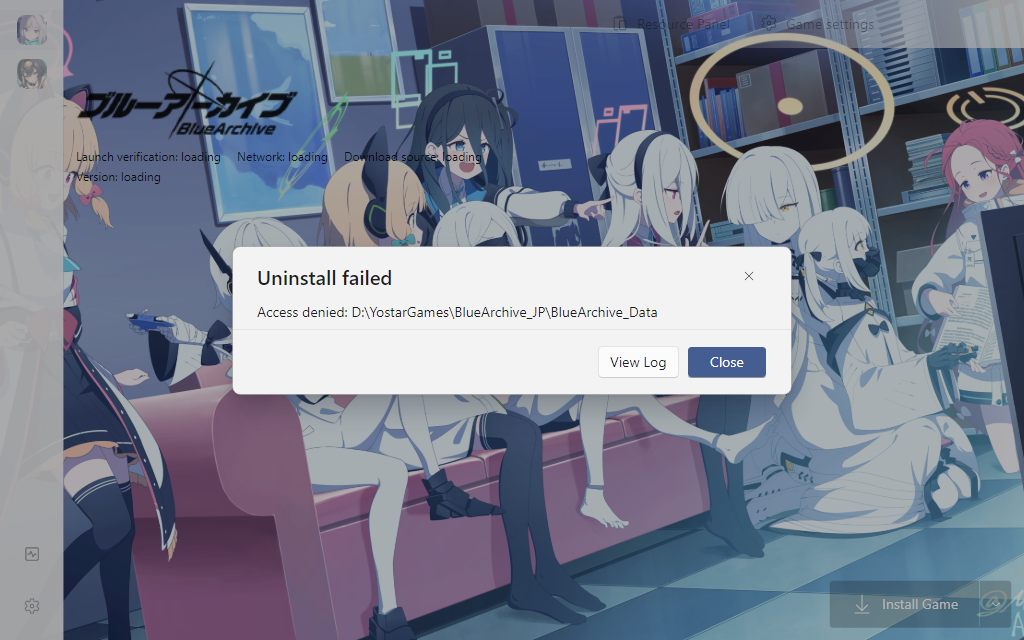 Resource Panel
Game settings
ブルーアーカイブ
BlueArchive
Launch verification: loading Network: loading Download source: loading
Version: loading
Uninstall failed
Access denied: D:\YostarGames\BlueArchive_JP\BlueArchive_Data
View Log
Close
Install Game